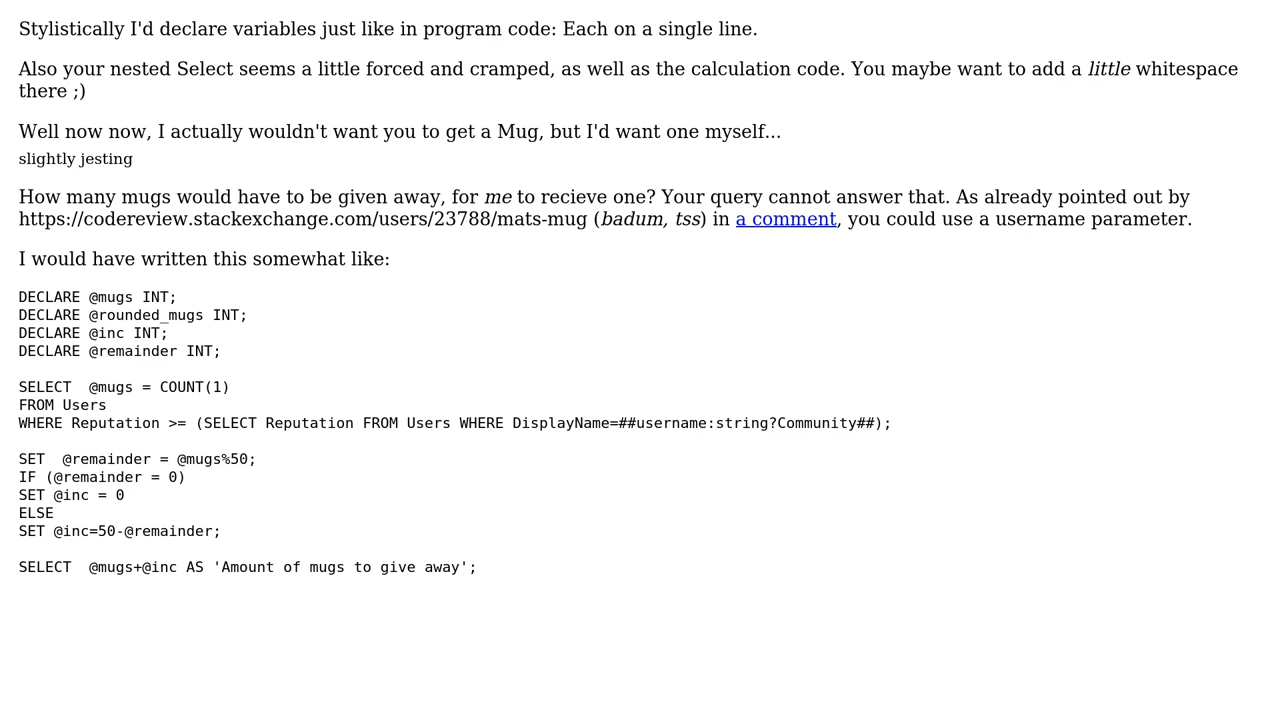 Stylistically I'd declare variables just like in program code: Each on a single line.
Also your nested Select seems a little forced and cramped, as well as the calculation code. You maybe want to add a little whitespace
there ;)
Well now now, I actually wouldn't want you to get a Mug, but I'd want one myself...
slightly jesting
How many mugs would have to be given away, for me to recieve one? Your query cannot answer that. As already pointed out by
https://codereview.stackexchange.com/users/23788/mats-mug (badum, tss) in a comment, you could use a username parameter.
I would have written this somewhat like:
DECLARE @mugs INT;
DECLARE @rounded_mugs INT;
DECLARE @inc INT;
DECLARE @remainder INT;
SELECT  @mugs = COUNT(1)
FROM Users
WHERE Reputation >= (SELECT Reputation FROM Users WHERE DisplayName=##username:string?Community##);
SET  @remainder = @mugs%50;
IF (@remainder = 0)
SET @inc = 0
ELSE
SET @inc=50-@remainder;
SELECT  @mugs+@inc AS 'Amount of mugs to give away';